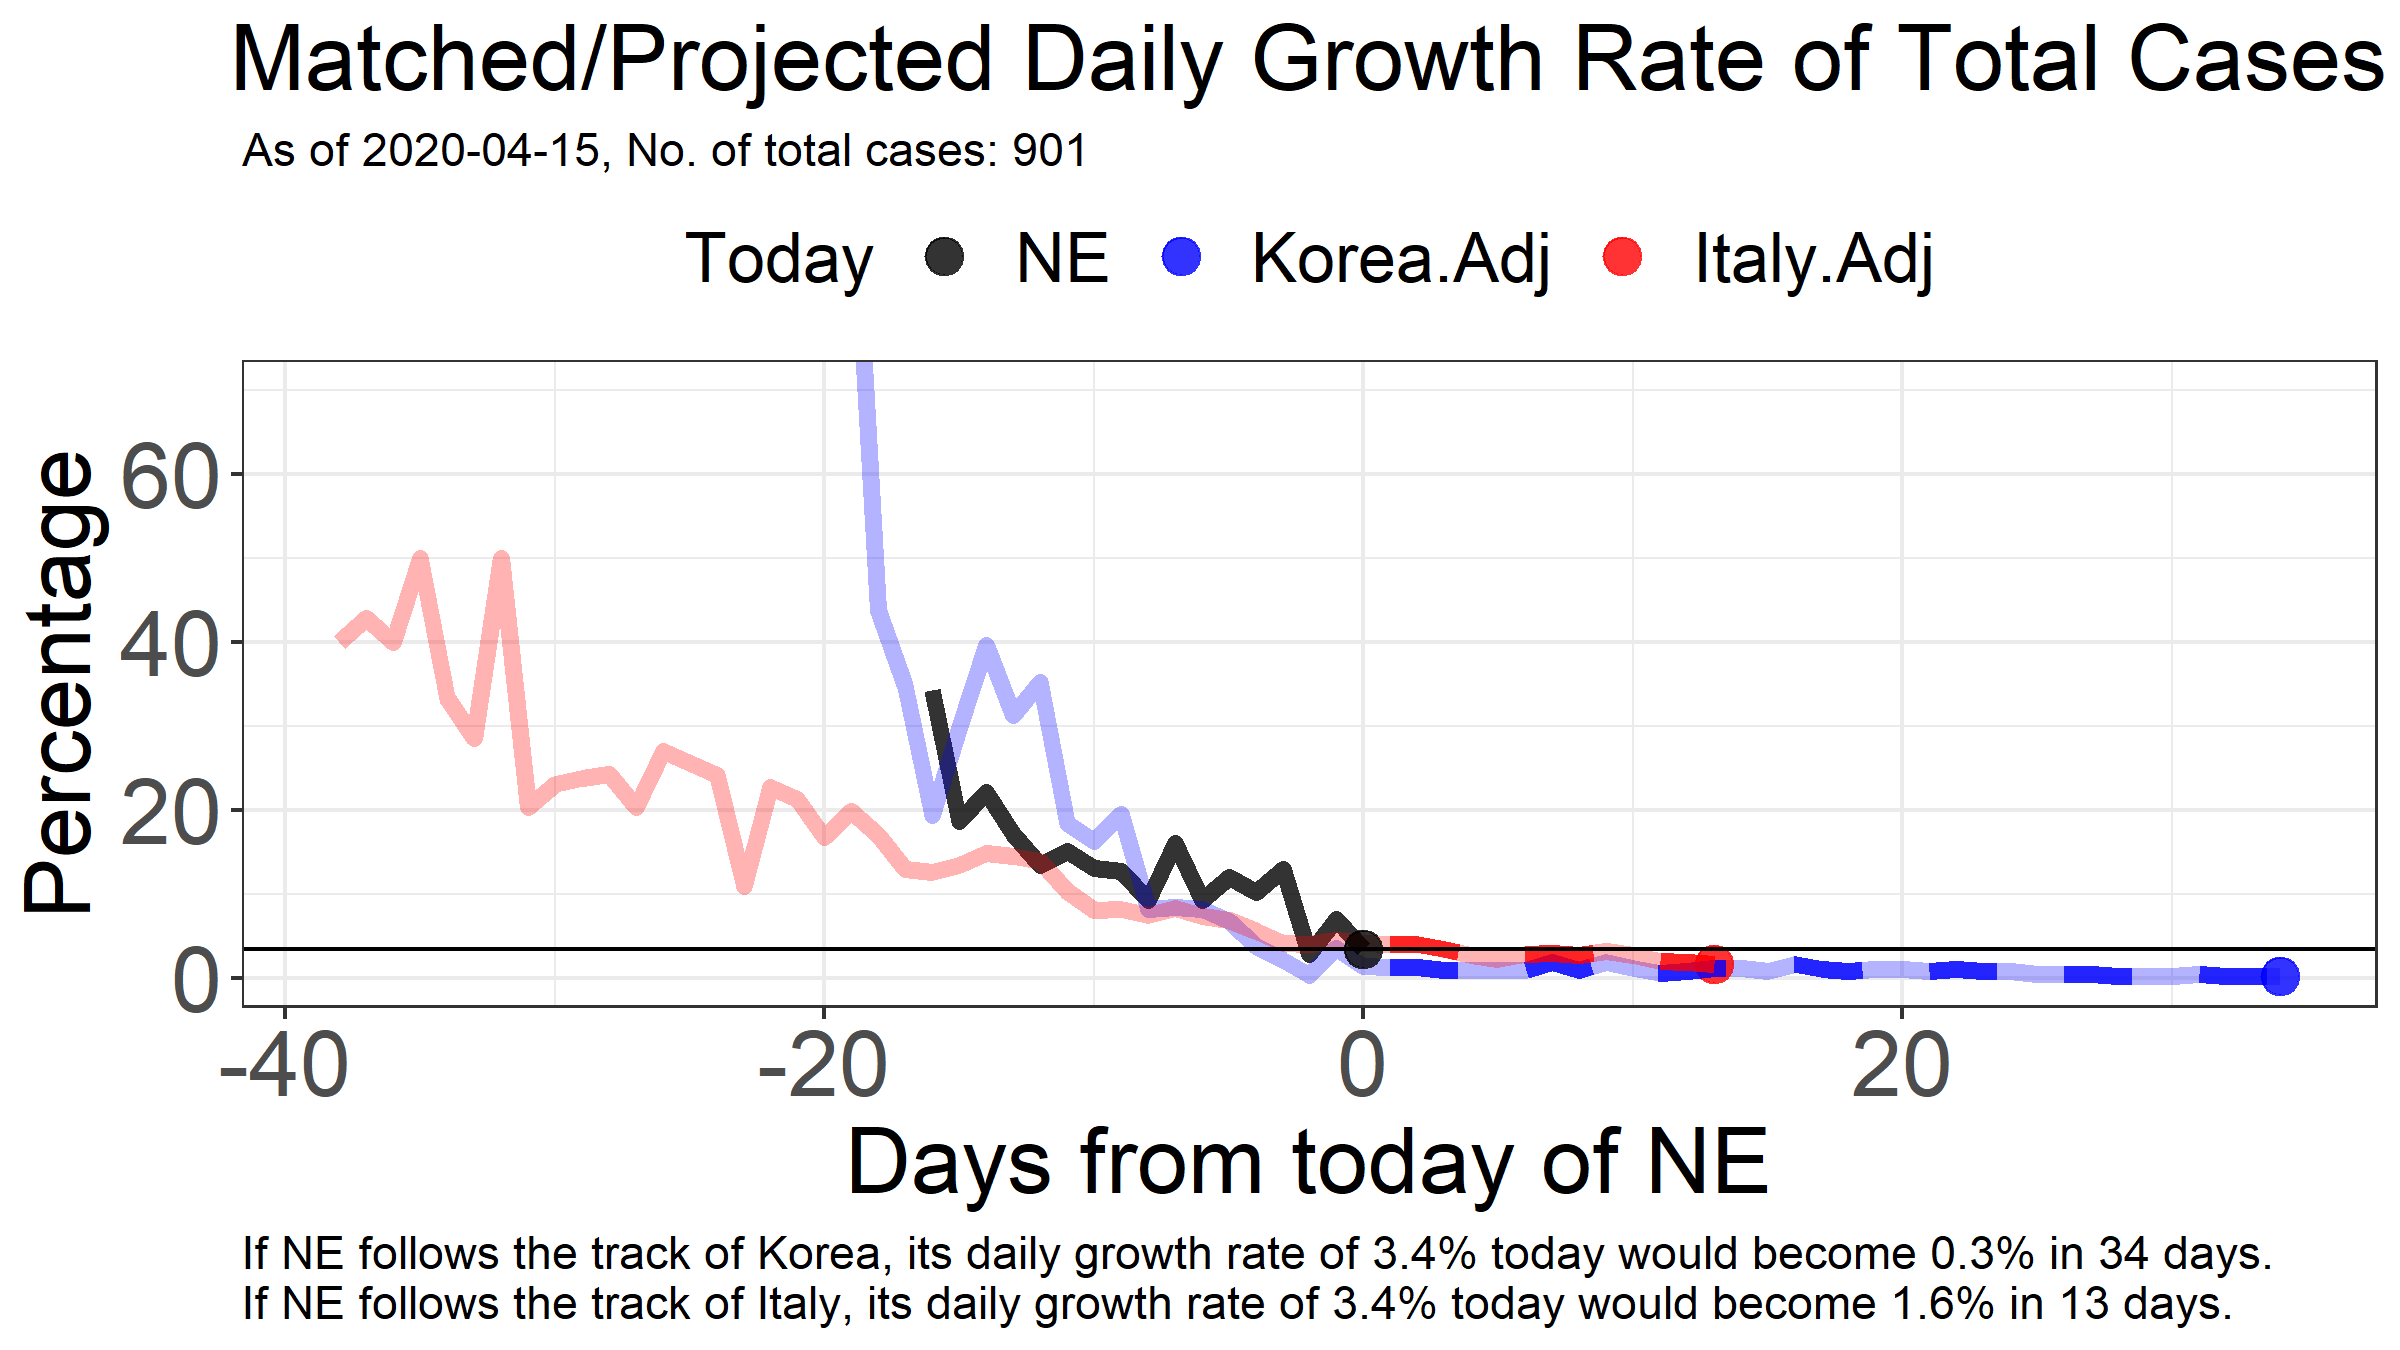 Matched/Projected Daily Growth Rate of Total Cases
As of 2020-04-15, No. of total cases: 901
Today NE Korea.Adj Italy.Adj
Percentage
60
40
20
0
-40 -20 0 20
Days from today of NE
If NE follows the track of Korea, its daily growth rate of 3.4% today would become 0.3% in 34 days.
If NE follows the track of Italy, its daily growth rate of 3.4% today would become 1.6% in 13 days.